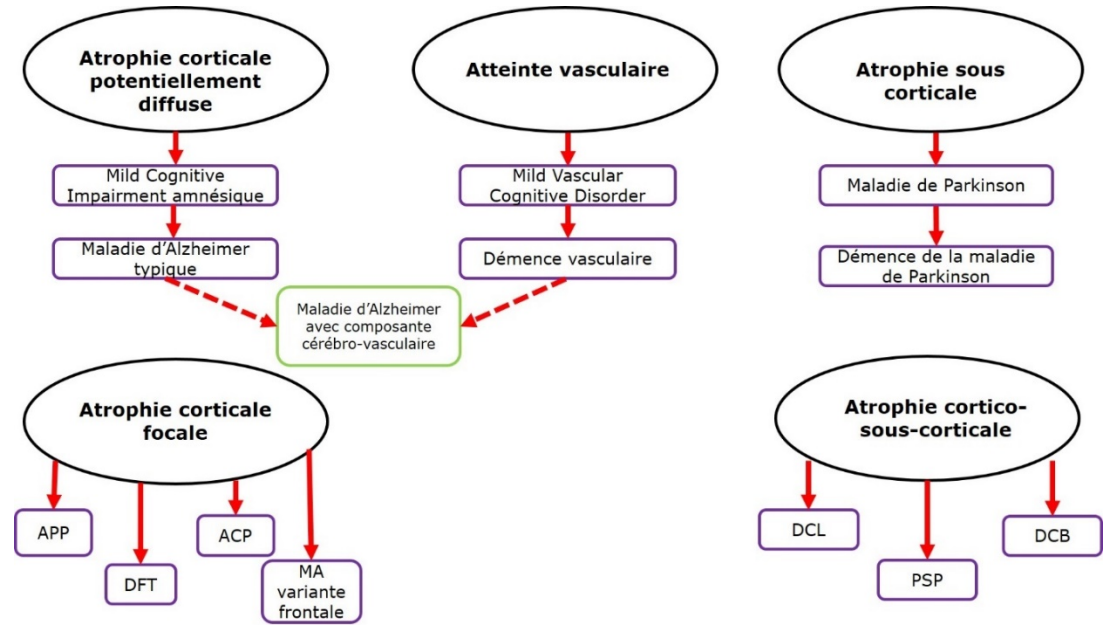 Atrophie corticale
potentiellement
diffuse
Atteinte vasculaire
Atrophie sous
corticale
Mild Cognitive
Impairment amnésique
Mild Vascular
Cognitive Disorder
Maladie de Parkinson
Maladie d’Alzheimer
typique
Démence vasculaire
Démence de la maladie
de Parkinson
Maladie d’Alzheimer
avec composante
cérébro-vasculaire
Atrophie corticale
focale
Atrophie cortico-
sous-corticale
APP
DFT
ACP
MA
variante
frontale
DCL
PSP
DCB